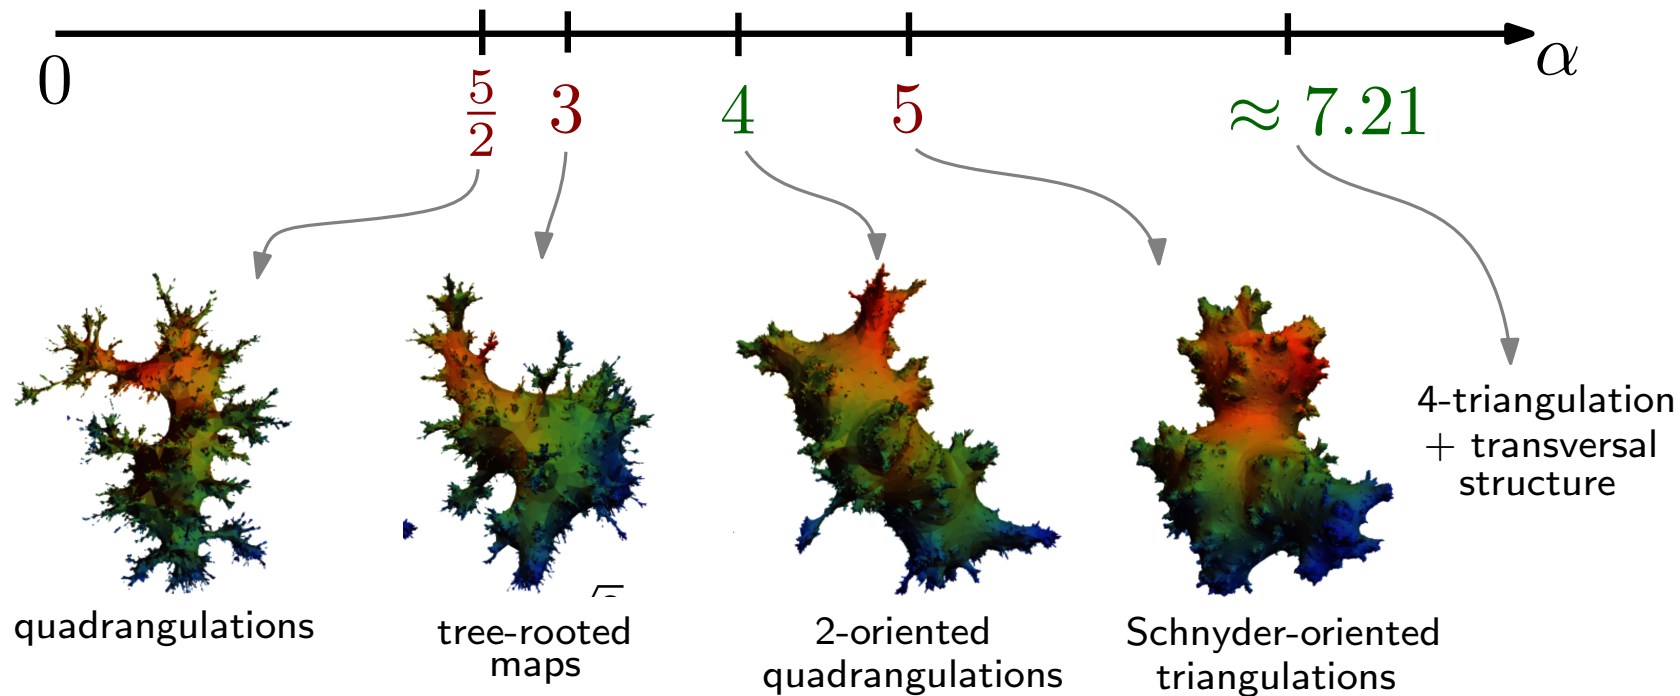 0
α
5/2
3
4
5
≈ 7.21
4-triangulation
+ transversal
structure
quadrangulations
tree-rooted
maps
2-oriented
quadrangulations
Schnyder-oriented
triangulations